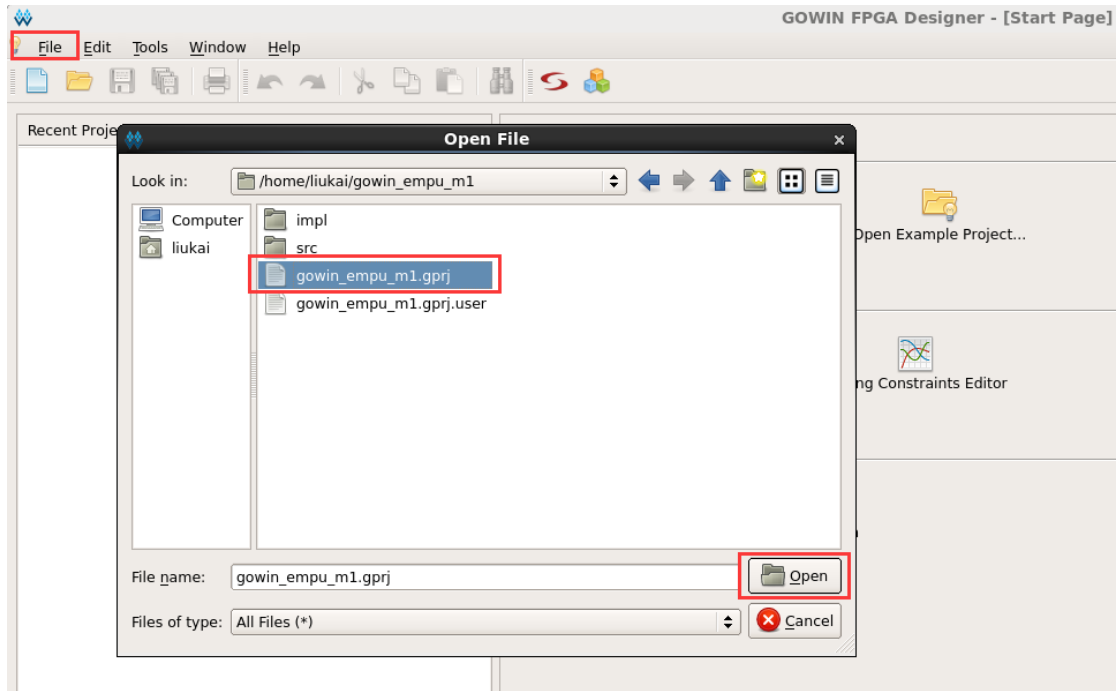 GOWIN FPGA Designer - [Start Page]
File Edit Tools Window Help
Recent Proje
Open File
Look in: /home/liukai/gowin_empu_m1
Computer
liukai
impl
src
gowin_empu_m1.gprj
gowin_empu_m1.gprj.user
Open Example Project...
ng Constraints Editor
File name: gowin_empu_m1.gprj
Open
Files of type: All Files (*)
Cancel